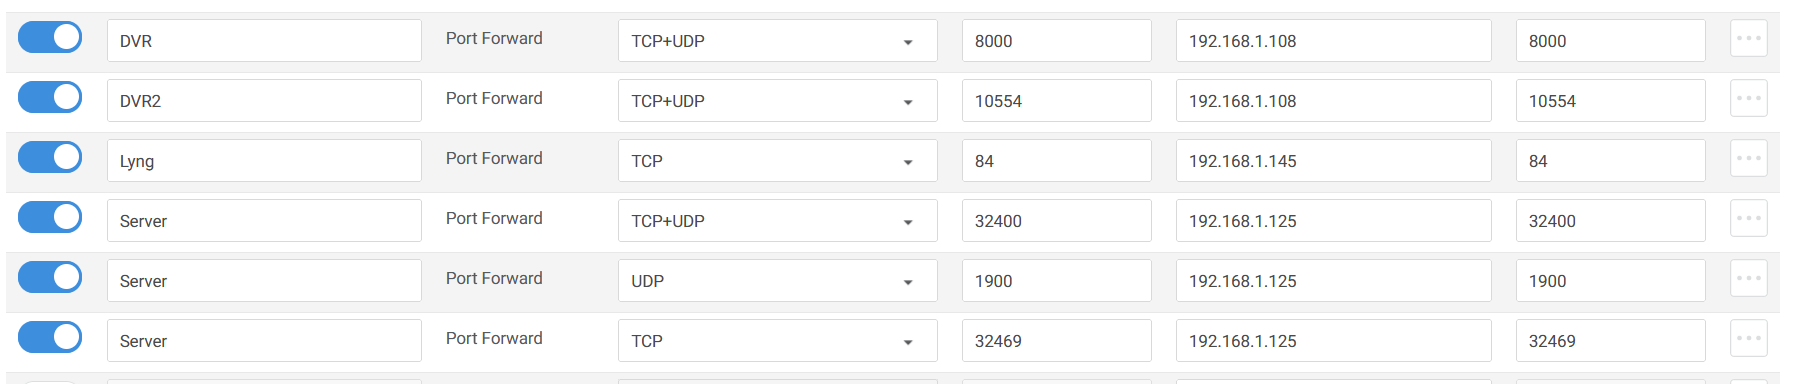 DVR Port Forward TCP+UDP 8000 192.168.1.108 8000
DVR2 Port Forward TCP+UDP 10554 192.168.1.108 10554
Lyng Port Forward TCP 84 192.168.1.145 84
Server Port Forward TCP+UDP 32400 192.168.1.125 32400
Server Port Forward UDP 1900 192.168.1.125 1900
Server Port Forward TCP 32469 192.168.1.125 32469